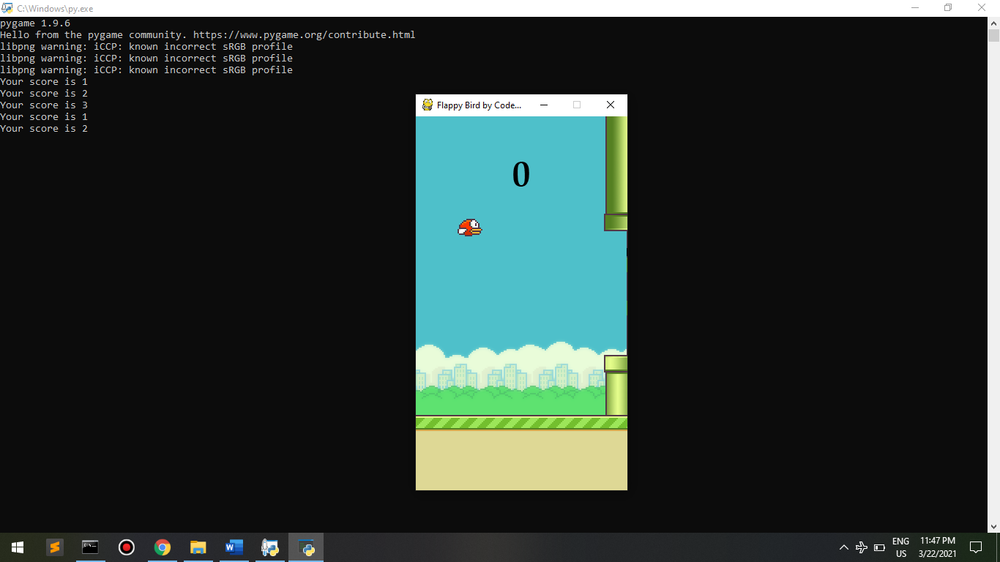 C:\Windows\py.exe
pygame 1.9.6
Hello from the pygame community. https://www.pygame.org/contribute.html
libpng warning: iCCP: known incorrect sRGB profile
libpng warning: iCCP: known incorrect sRGB profile
libpng warning: iCCP: known incorrect sRGB profile
Your score is 1
Your score is 2
Your score is 3
Your score is 1
Your score is 2
Flappy Bird by Code...
0
ENG
US
11:47 PM
3/22/2021